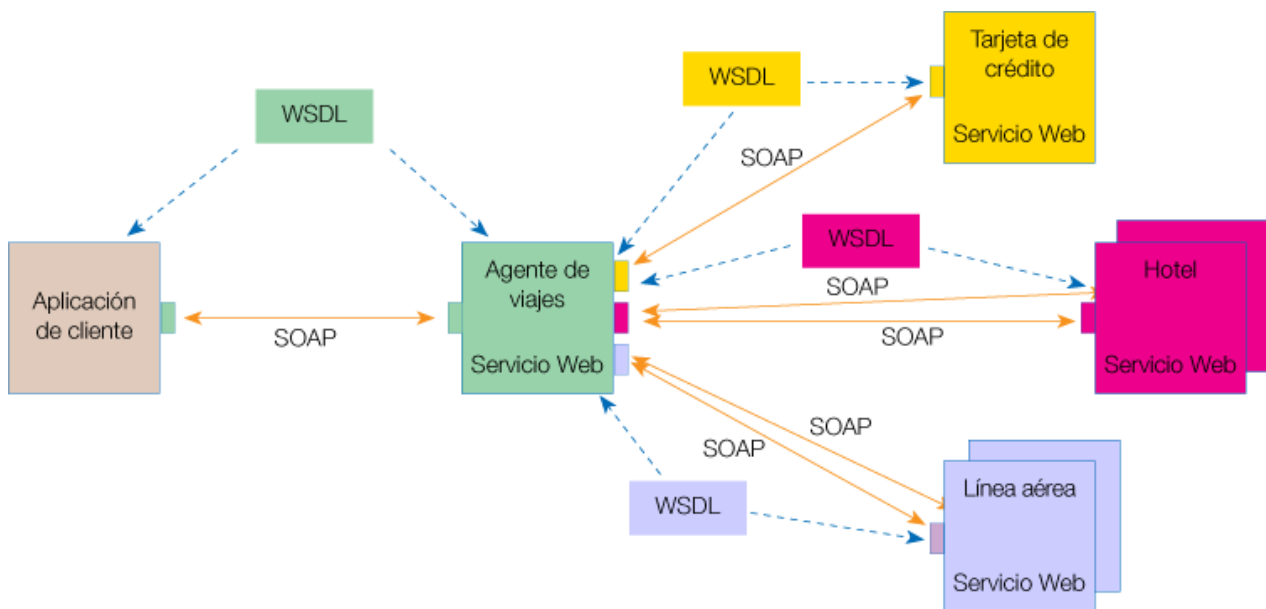 Tarjeta de
crédito
Servicio Web
WSDL
SOAP
WSDL
WSDL
Hotel
SOAP
SOAP
Servicio Web
Aplicación
de cliente
SOAP
Agente de
viajes
Servicio Web
SOAP
SOAP
WSDL
Línea aérea
Servicio Web